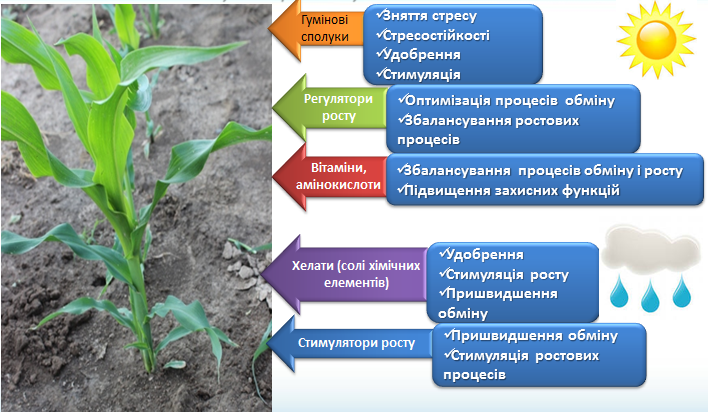 Гумінові
сполуки
✓Зняття стресу
✓Стресостійкості
✓Удобрення
✓Стимуляція
Регулятори
росту
✓Оптимізація процесів обміну
✓Збалансування ростових
процесів
Вітаміни,
амінокислоти
✓Збалансування процесів обміну і росту
✓Підвищення захисних функцій
Хелати (солі хімічних
елементів)
✓Удобрення
✓Стимуляція росту
✓Пришвидшення
обміну
Стимулятори росту
✓Пришвидшення обміну
✓Стимуляція ростових
процесів